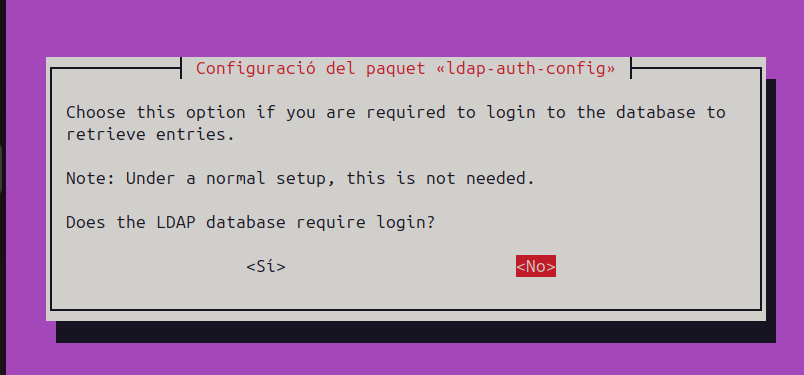 Configuració del paquet «ldap-auth-config»
Choose this option if you are required to login to the database to
retrieve entries.
Note: Under a normal setup, this is not needed.
Does the LDAP database require login?
<Sí> <No>